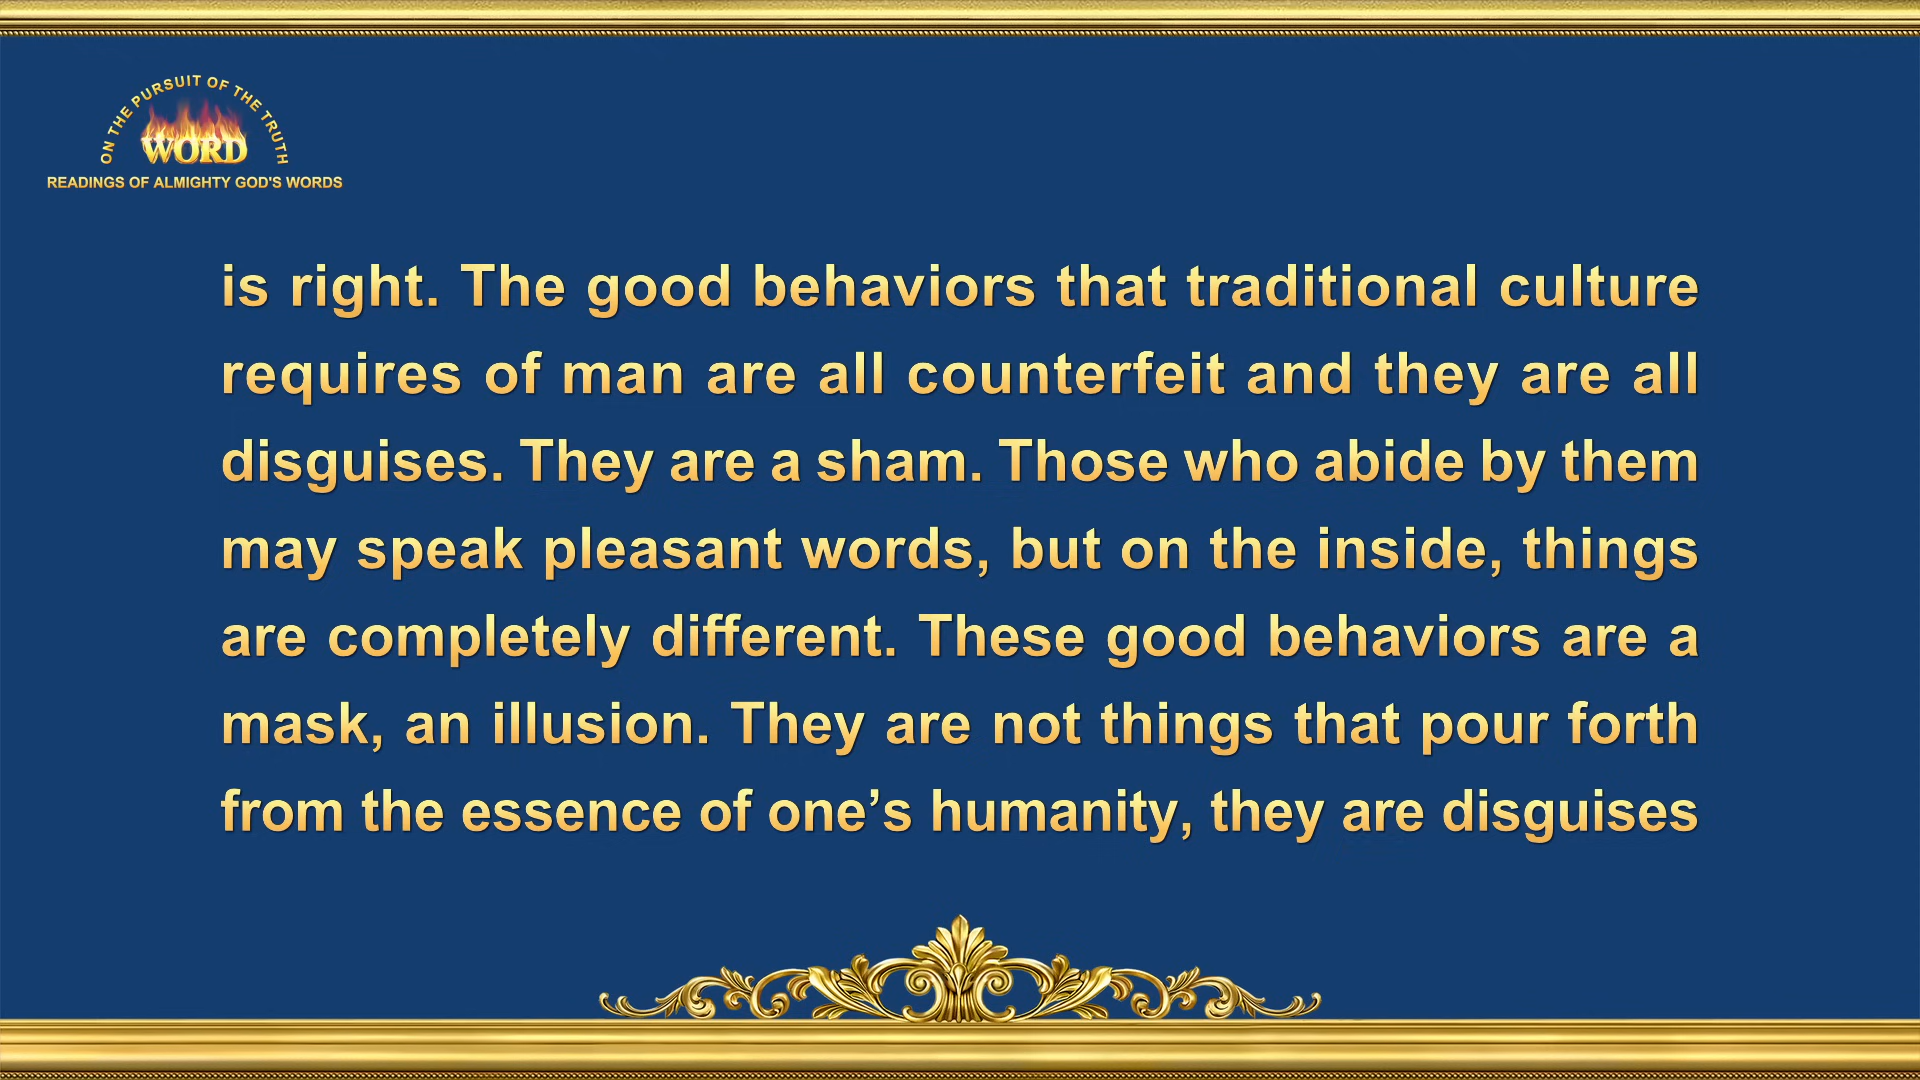 ON THE PURSUIT OF THE TRUTH
WORD
READINGS OF ALMIGHTY GOD'S WORDS
is right. The good behaviors that traditional culture
requires of man are all counterfeit and they are all
disguises. They are a sham. Those who abide by them
may speak pleasant words, but on the inside, things
are completely different. These good behaviors are a
mask, an illusion. They are not things that pour forth
from the essence of one’s humanity, they are disguises